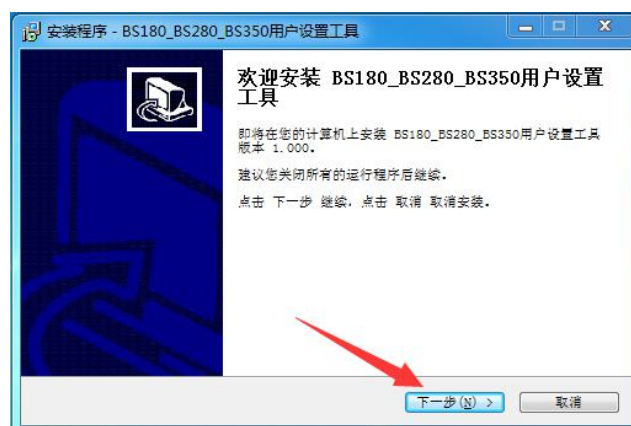 安装程序 - BS180_BS280_BS350用户设置工具
欢迎安装 BS180_BS280_BS350用户设置
工具
即将在您的计算机上安装 BS180_BS280_BS350用户设置工具
版本 1.000。
建议您关闭所有的运行程序后继续。
点击 下一步 继续，点击 取消 取消安装。
下一步(N) >
取消